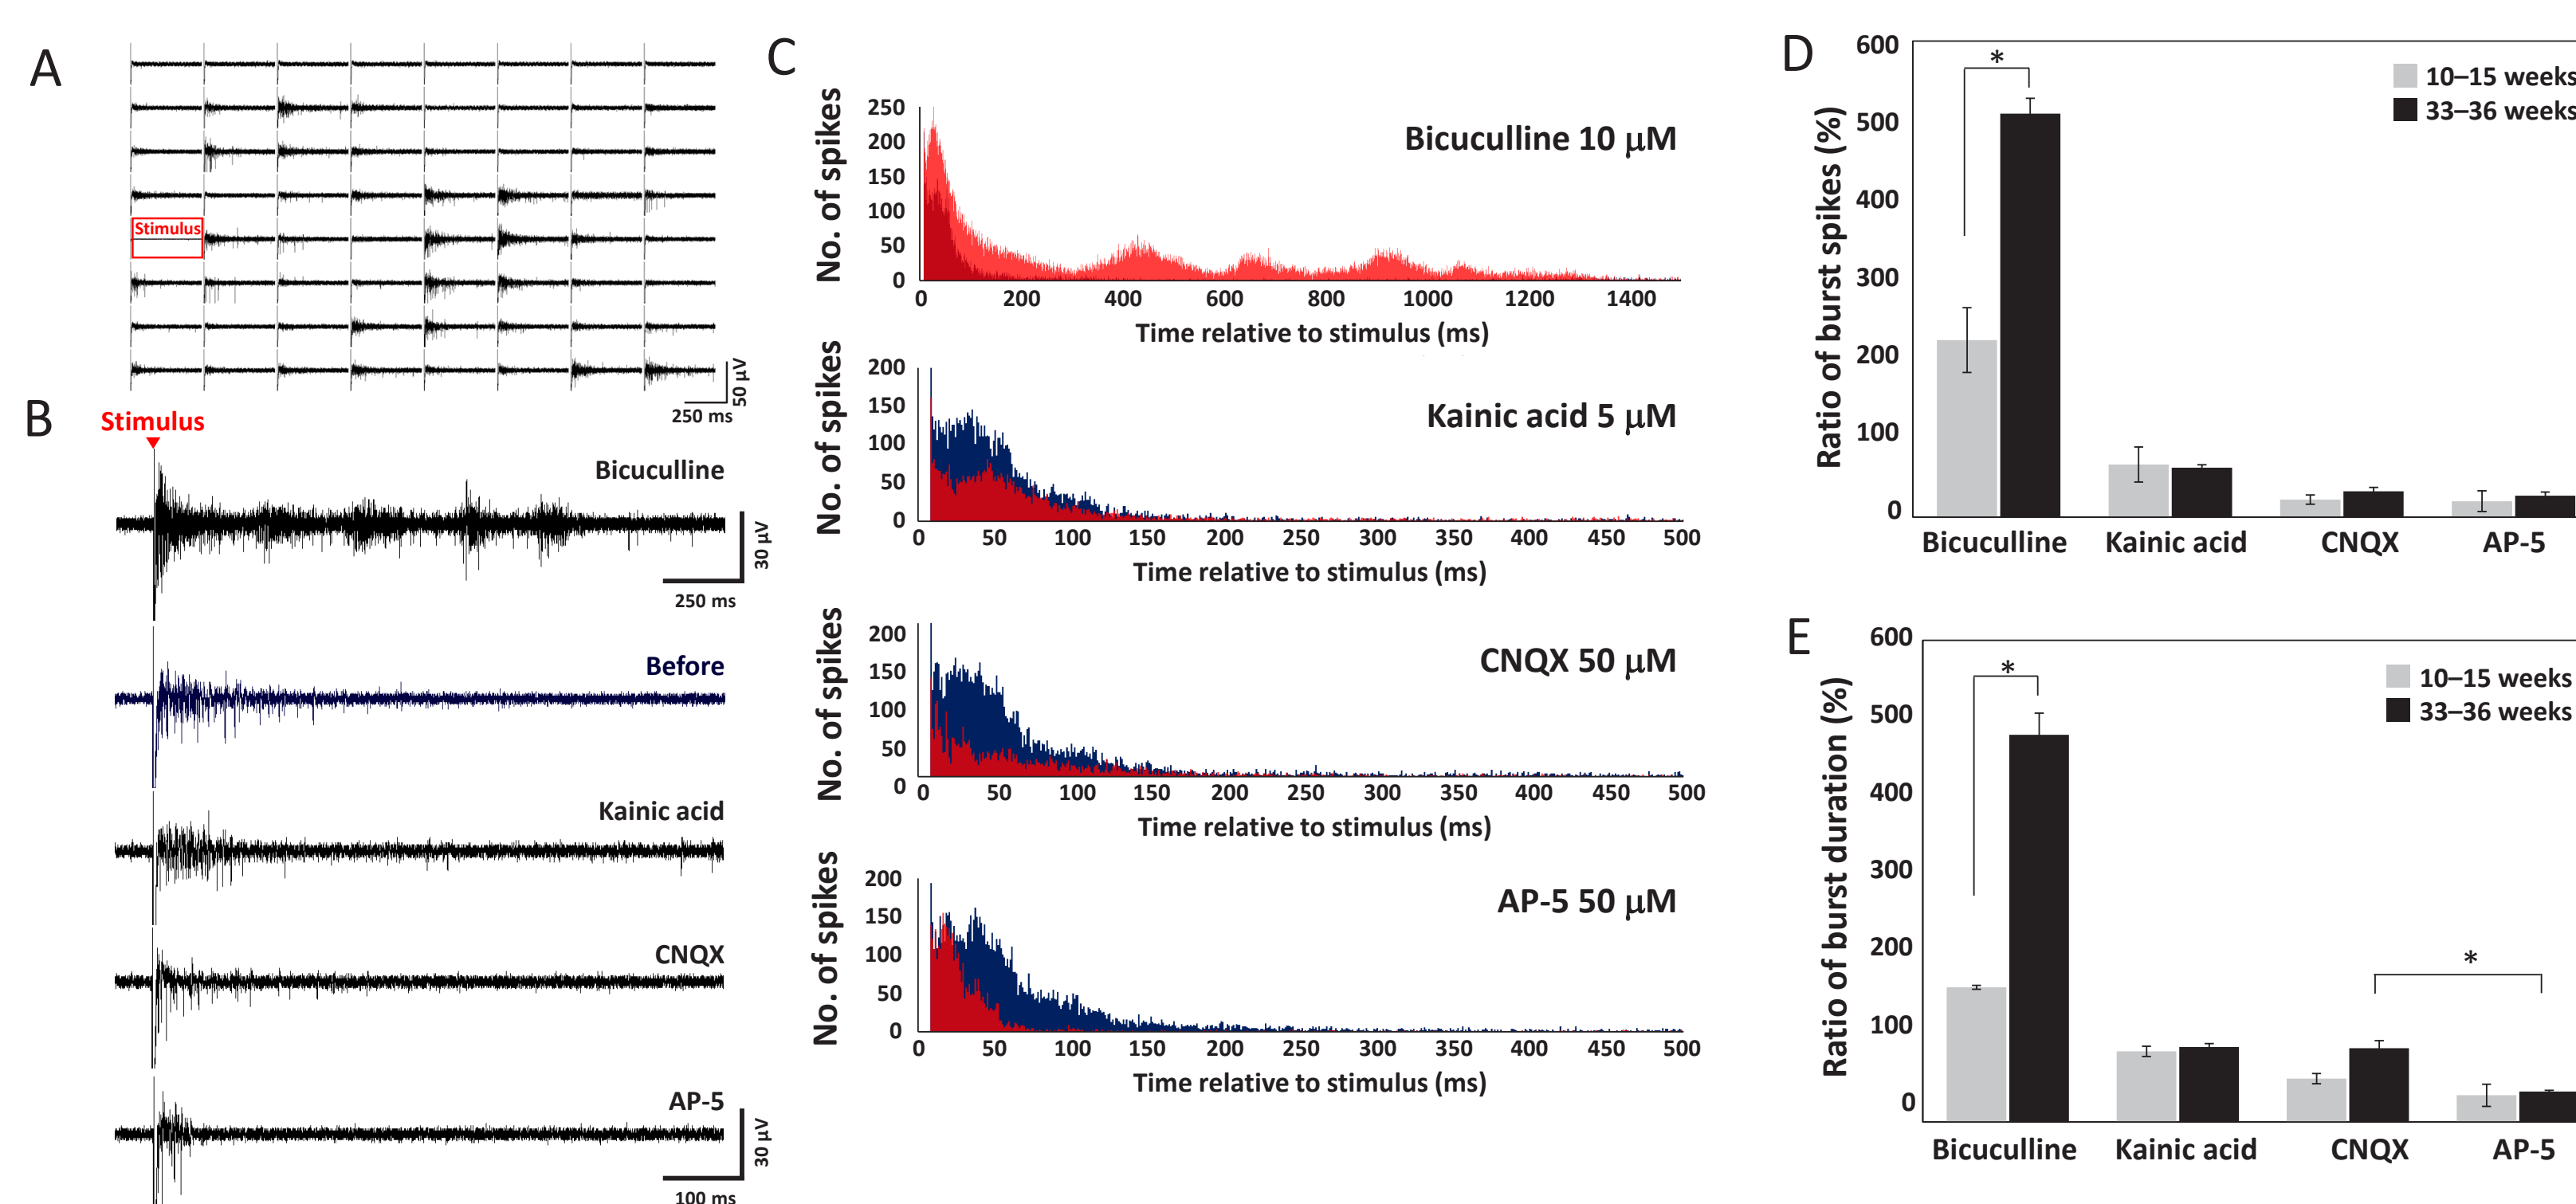 A
Stimulus
50 µV
250 ms
B
Stimulus
Bicuculline
30 µV
250 ms
Before
Kainic acid
CNQX
AP-5
30 µV
100 ms
C
No. of spikes
250
200
150
100
50
0
Bicuculline 10 µM
0 200 400 600 800 1000 1200 1400
Time relative to stimulus (ms)
No. of spikes
200
150
100
50
0
Kainic acid 5 µM
0 50 100 150 200 250 300 350 400 450 500
Time relative to stimulus (ms)
No. of spikes
200
150
100
50
0
CNQX 50 µM
0 50 100 150 200 250 300 350 400 450 500
Time relative to stimulus (ms)
No. of spikes
200
150
100
50
0
AP-5 50 µM
0 50 100 150 200 250 300 350 400 450 500
Time relative to stimulus (ms)
D
Ratio of burst spikes (%)
600
500
400
300
200
100
0
*
10–15 weeks
33–36 weeks
Bicuculline Kainic acid CNQX AP-5
E
Ratio of burst duration (%)
600
500
400
300
200
100
0
*
*
10–15 weeks
33–36 weeks
Bicuculline Kainic acid CNQX AP-5